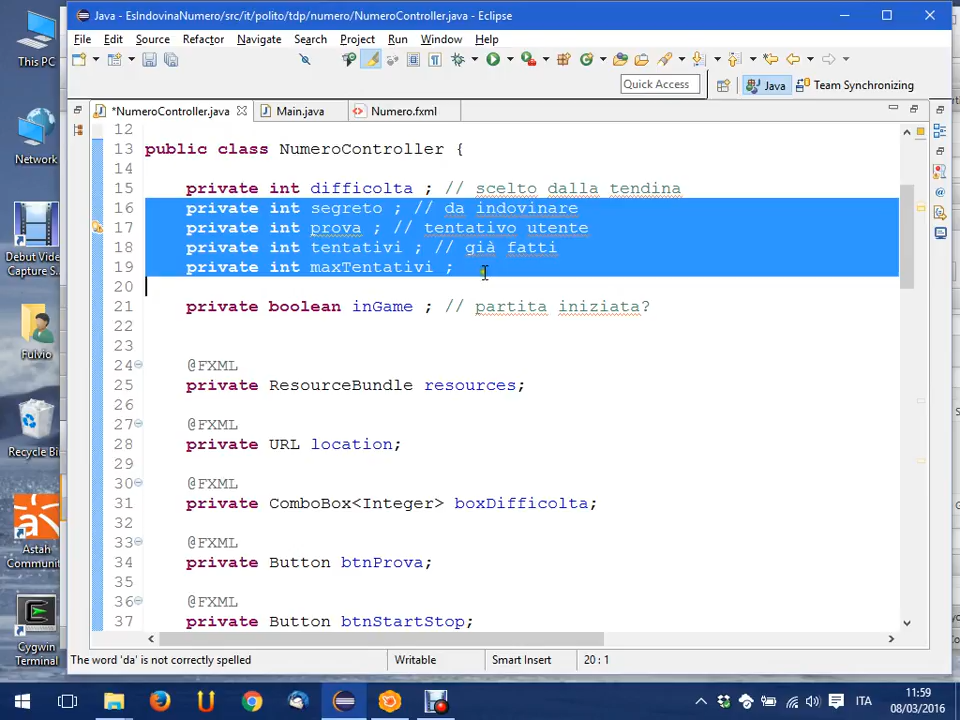 This PC
Network
Debut Video
Capture S...
Fulvio
Recycle Bin
Astah
Communit...
Cygwin
Terminal
Java - EsIndovinaNumero/src/it/polito/tdp/numero/NumeroController.java - Eclipse
File Edit Source Refactor Navigate Search Project Run Window Help
Quick Access
Java
Team Synchronizing
*NumeroController.java
Main.java
Numero.fxml
12
13 public class NumeroController {
14
15 private int difficolta ; // scelto dalla tendina
16 private int segreto ; // da indovinare
17 private int prova ; // tentativo utente
18 private int tentativi ; // già fatti
19 private int maxTentativi ;
20
21 private boolean inGame ; // partita iniziata?
22
23
24 @FXML
25 private ResourceBundle resources;
26
27 @FXML
28 private URL location;
29
30 @FXML
31 private ComboBox<Integer> boxDifficolta;
32
33 @FXML
34 private Button btnProva;
35
36 @FXML
37 private Button btnStartStop;
The word 'da' is not correctly spelled
Writable
Smart Insert
20 : 1
ITA
11:59
08/03/2016